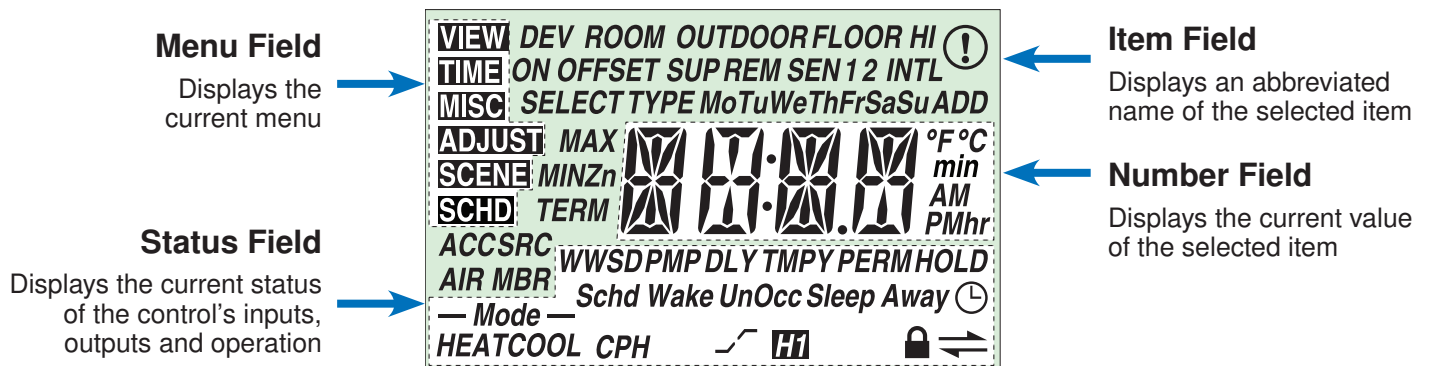 Menu Field
Displays the
current menu
Status Field
Displays the current status
of the control's inputs,
outputs and operation
VIEW DEV ROOM OUTDOOR FLOOR HI
TIME ON OFFSET SUP REM SEN 1 2 INTL
MISC SELECT TYPE MoTuWeThFrSaSu ADD
ADJUST MAX °F °C
SCENE MINZn min
SCHD TERM AM
PMhr
ACCSRC
AIR MBR
WWSD PMP DLY TMPY PERM HOLD
Schd Wake UnOcc Sleep Away
— Mode —
HEATCOOL CPH H1
Item Field
Displays an abbreviated
name of the selected item
Number Field
Displays the current value
of the selected item